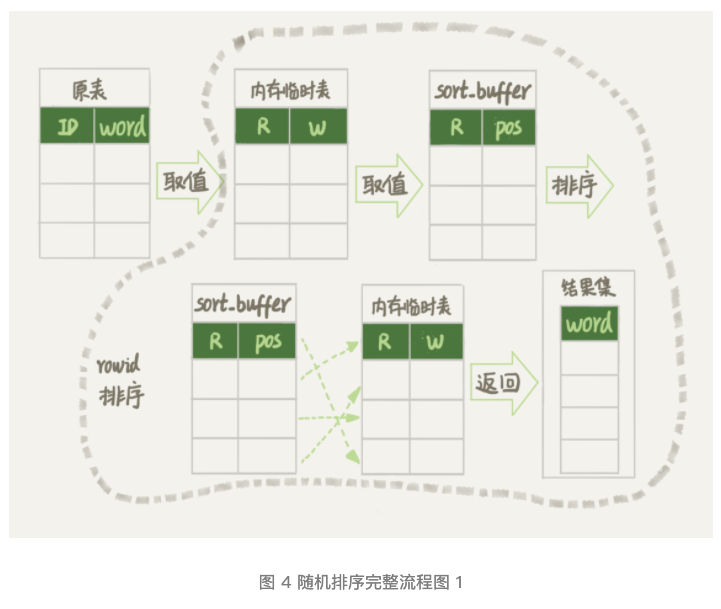 原表
ID word
取值
内存临时表
R W
取值
sort_buffer
R pos
排序
rowid
排序
sort_buffer
R pos
内存临时表
R W
返回
结果集
word
图 4 随机排序完整流程图 1